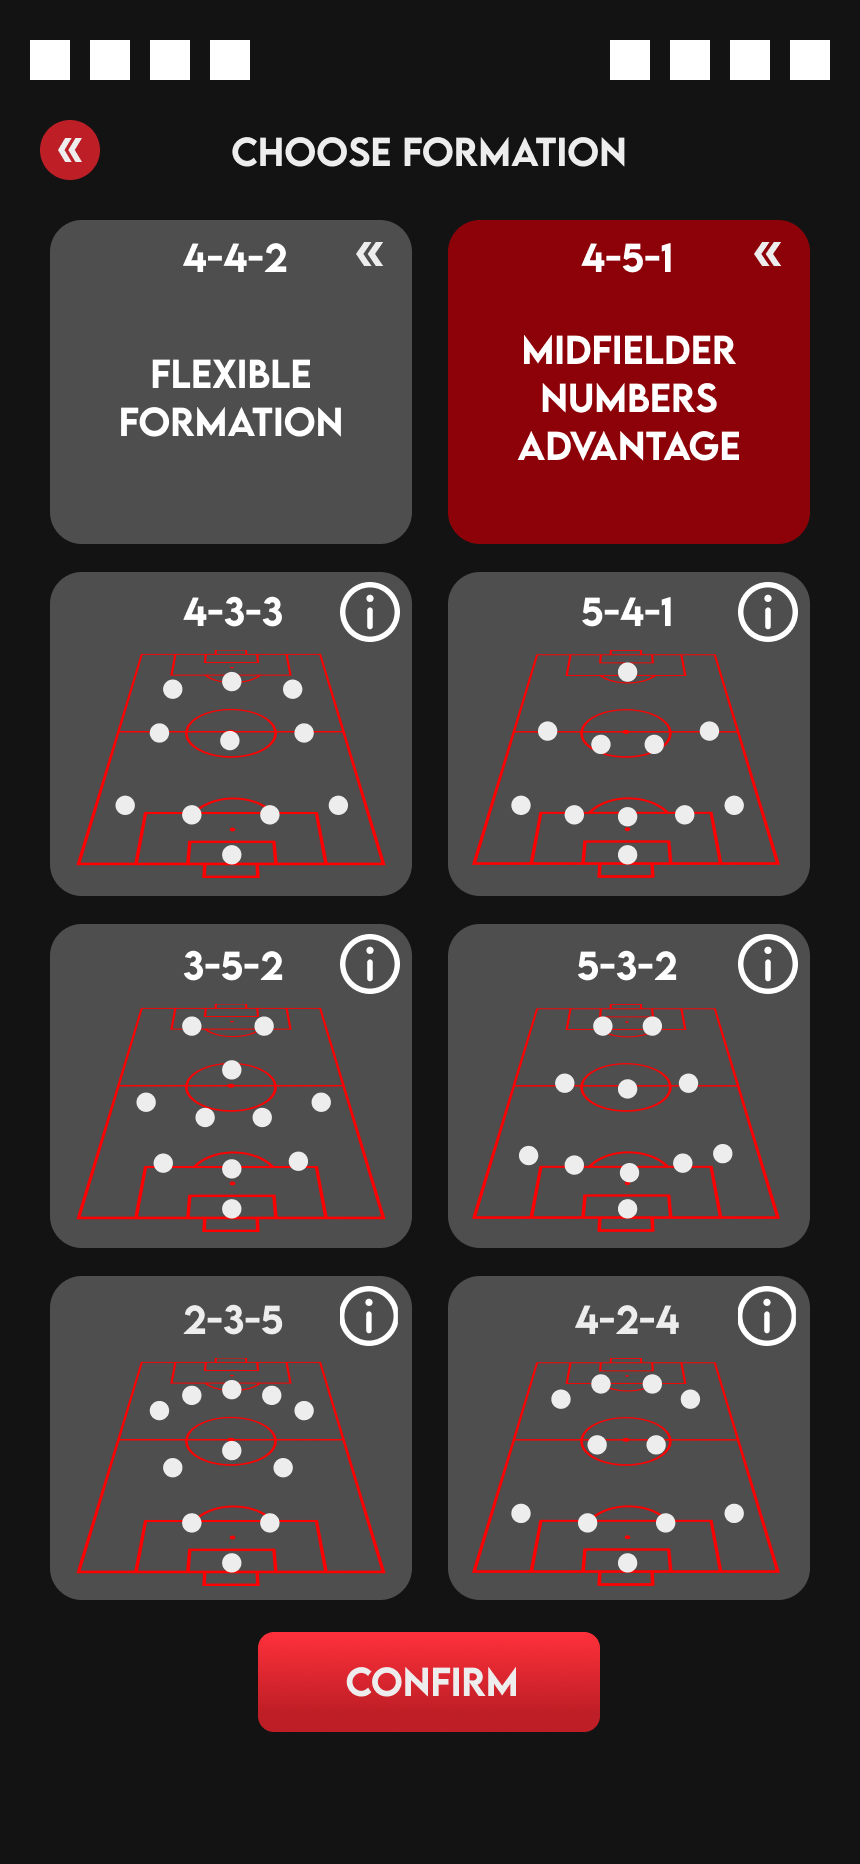 CHOOSE FORMATION
4-4-2
FLEXIBLE
FORMATION
4-5-1
MIDFIELDER
NUMBERS
ADVANTAGE
4-3-3
5-4-1
3-5-2
5-3-2
2-3-5
4-2-4
CONFIRM